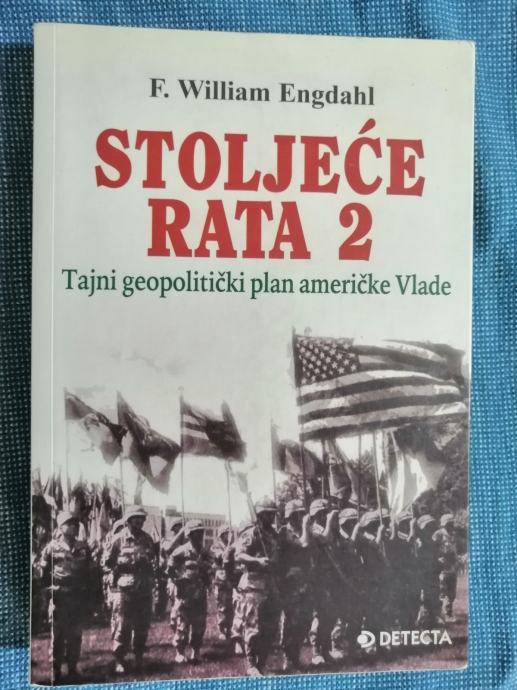 F. William Engdahl
STOLJEĆE
RATA 2
Tajni geopolitički plan američke Vlade
DETECTA